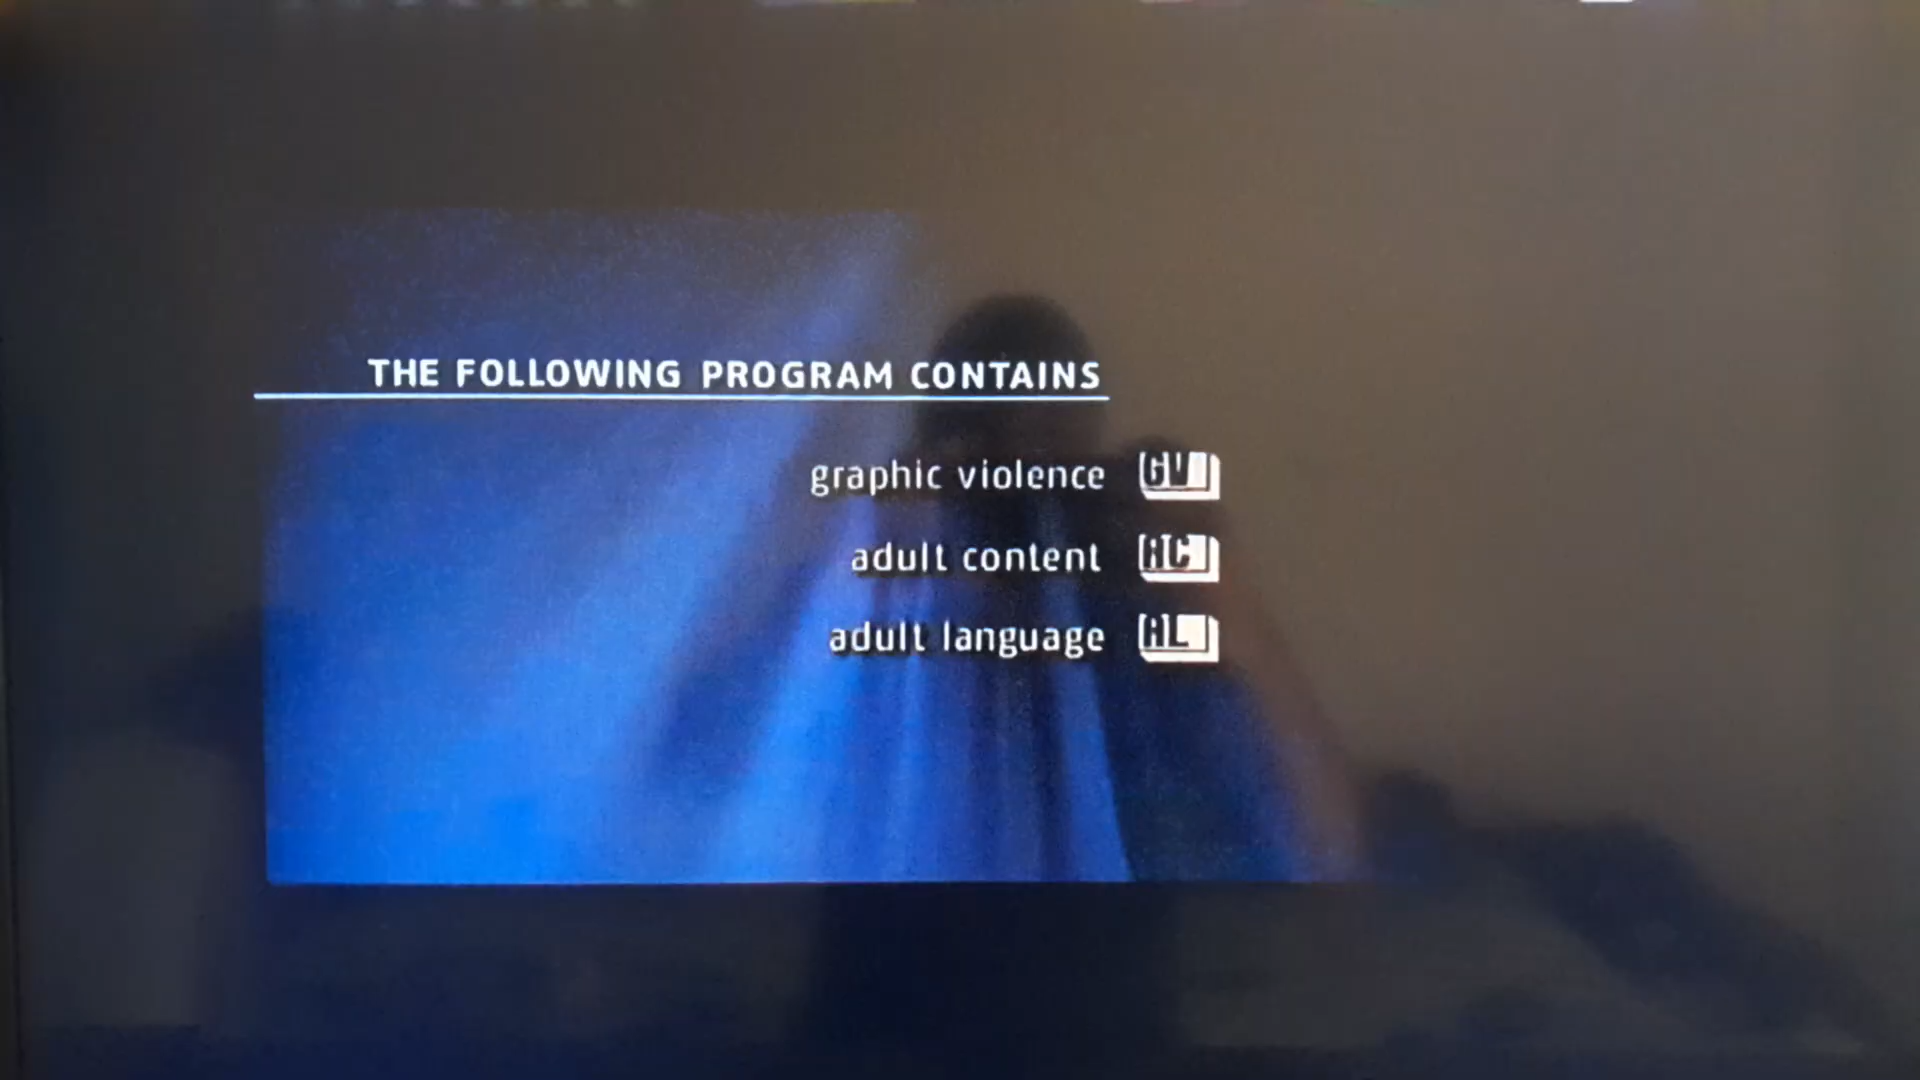 THE FOLLOWING PROGRAM CONTAINS
graphic violence GV
adult content AC
adult language AL